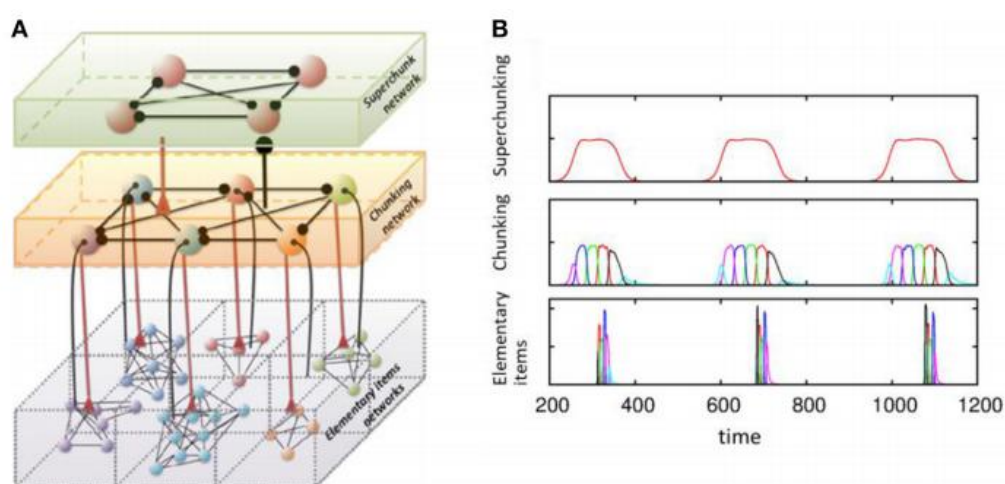 A
Superchunk
network
Chunking
network
Elementary items
networks
B
Superchunking
Chunking
Elementary
items
200
400
600
800
1000
1200
time